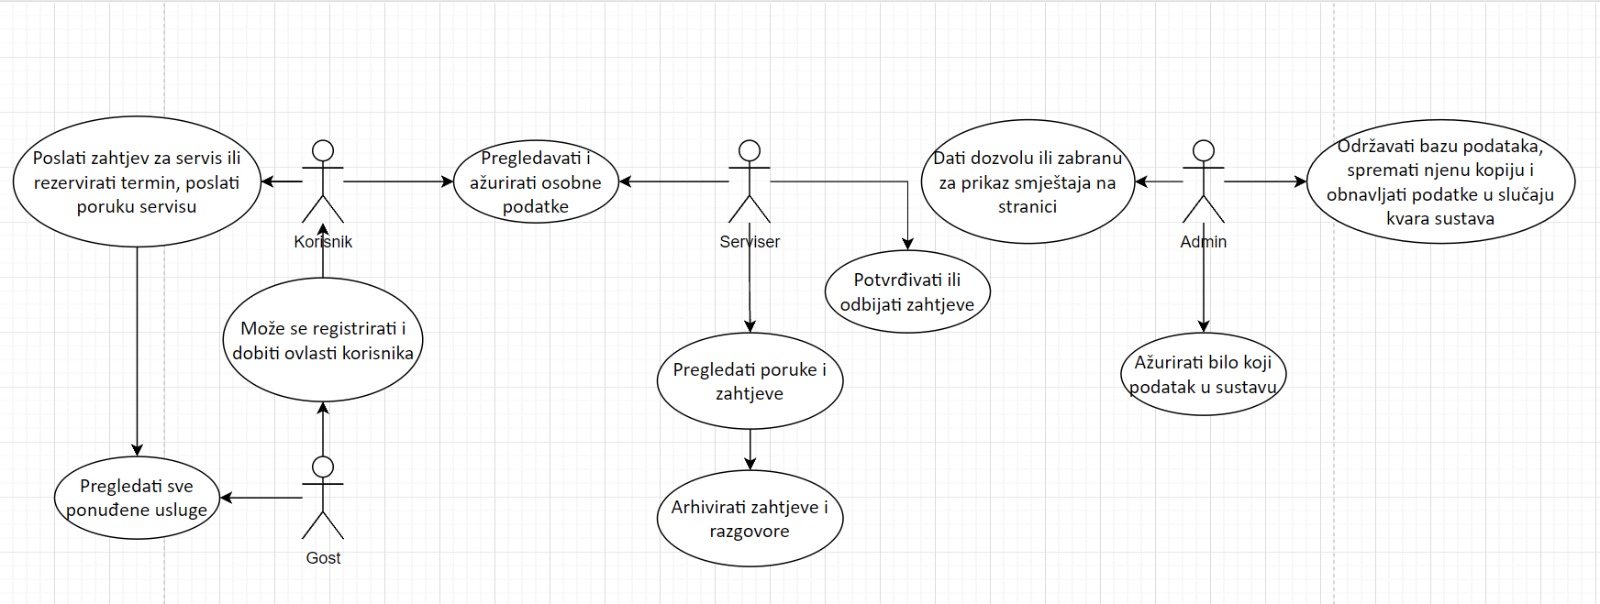 Poslati zahtjev za servis ili
rezervirati termin, poslati
poruku servisu
Korisnik
Pregledavati i
ažurirati osobne
podatke
Serviser
Dati dozvolu ili zabranu
za prikaz smještaja na
stranici
Admin
Održavati bazu podataka,
spremati njenu kopiju i
obnavljati podatke u slučaju
kvara sustava
Potvrđivati ili
odbijati zahtjeve
Može se registrirati i
dobiti ovlasti korisnika
Pregledati poruke i
zahtjeve
Ažurirati bilo koji
podatak u sustavu
Pregledati sve
ponuđene usluge
Gost
Arhivirati zahtjeve i
razgovore